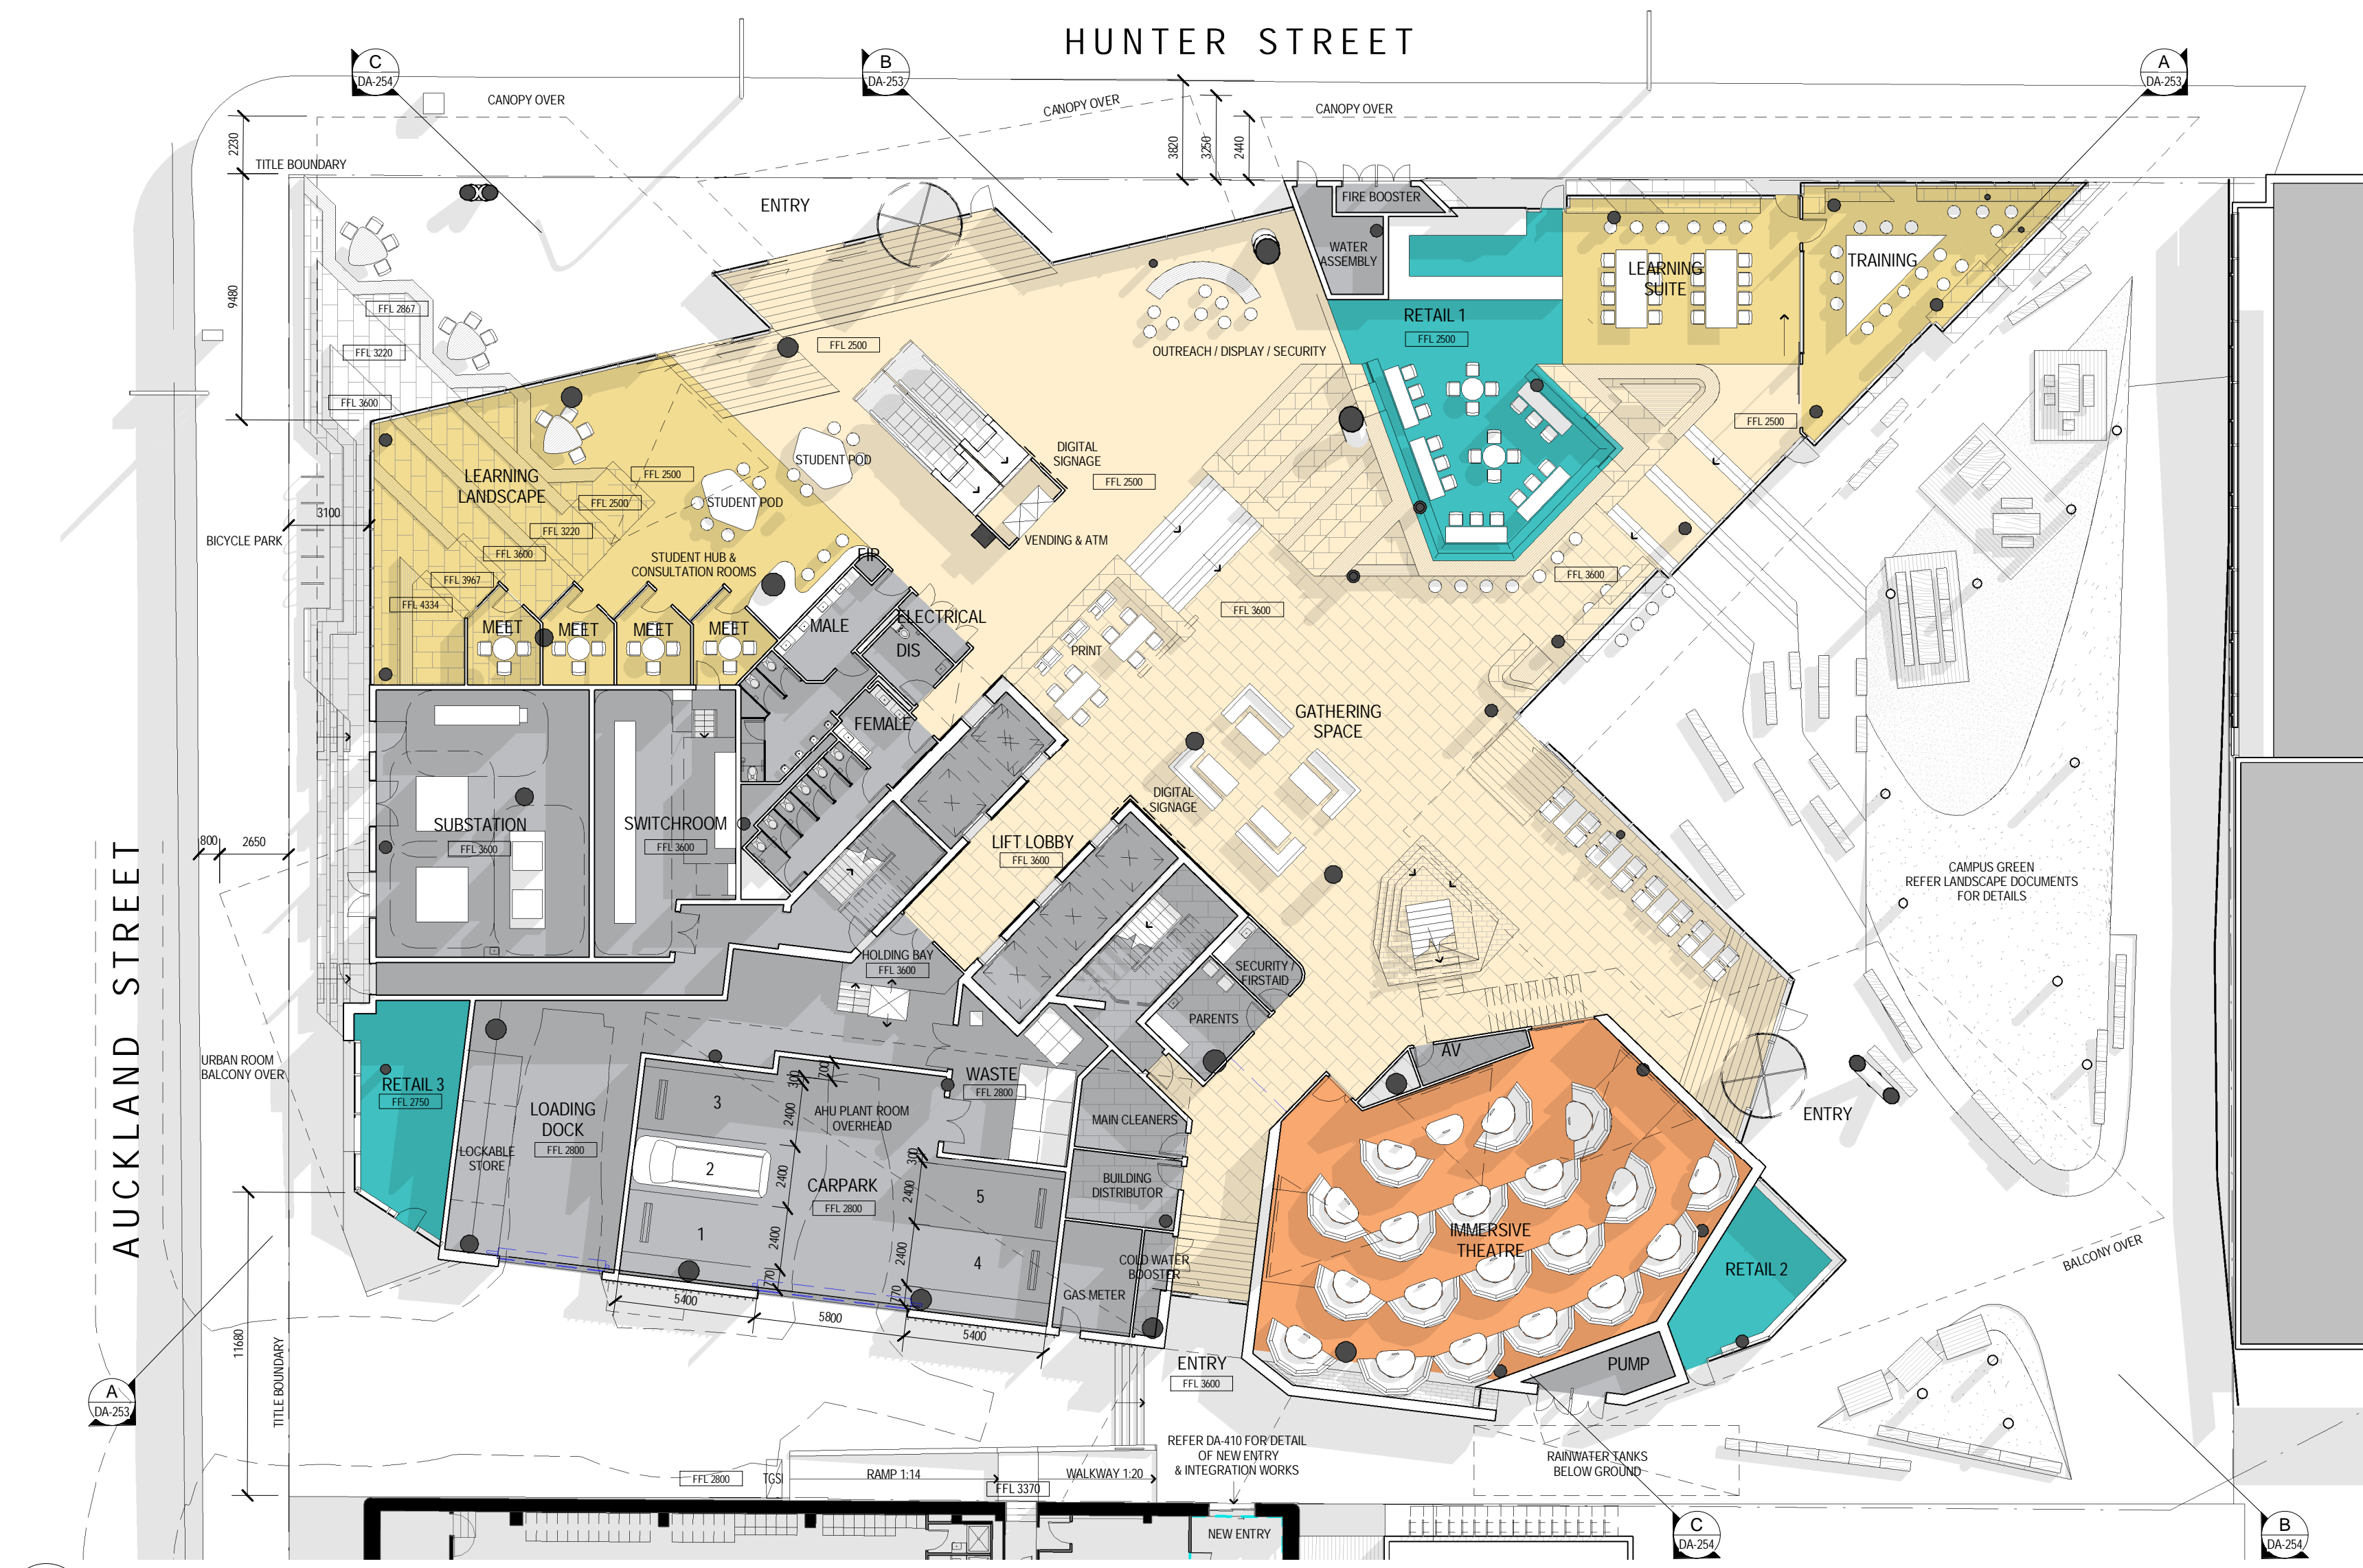 HUNTER STREET
C
DA-254
B
DA-253
A
DA-253
CANOPY OVER
CANOPY OVER
CANOPY OVER
2230
3820
3250
2440
TITLE BOUNDARY
ENTRY
FIRE BOOSTER
WATER
ASSEMBLY
LEARNING
SUITE
TRAINING
9480
FFL 2867
RETAIL 1
FFL 2500
FFL 3220
FFL 2500
OUTREACH / DISPLAY / SECURITY
FFL 3600
FFL 2500
DIGITAL
SIGNAGE
STUDENT POD
LEARNING
LANDSCAPE
FFL 2500
FFL 2500
FFL 2500
STUDENT POD
3100
FFL 3220
BICYCLE PARK
VENDING & ATM
FFL 3600
STUDENT HUB &
CONSULTATION ROOMS
FIP
FFL 3967
FFL 3600
FFL 4334
FFL 3600
ELECTRICAL
MEET
MEET
MEET
MEET
MALE
DIS
PRINT
FEMALE
GATHERING
SPACE
DIGITAL
SIGNAGE
SUBSTATION
FFL 3600
SWITCHROOM
FFL 3600
LIFT LOBBY
FFL 3600
800
2650
CAMPUS GREEN
REFER LANDSCAPE DOCUMENTS
FOR DETAILS
AUCKLAND STREET
HOLDING BAY
FFL 3600
SECURITY /
FIRSTAID
PARENTS
URBAN ROOM
BALCONY OVER
AV
RETAIL 3
FFL 2750
LOADING
DOCK
FFL 2800
LOCKABLE
STORE
3
300
700
2400
AHU PLANT ROOM
OVERHEAD
WASTE
FFL 2800
MAIN CLEANERS
ENTRY
2
2400
CARPARK
FFL 2800
300
2400
5
BUILDING
DISTRIBUTOR
1
2400
770
2400
770
4
COLD WATER
BOOSTER
GAS METER
IMMERSIVE
THEATRE
RETAIL 2
BALCONY OVER
5400
5800
5400
11680
TITLE BOUNDARY
ENTRY
FFL 3600
PUMP
A
DA-253
REFER DA-410 FOR DETAIL
OF NEW ENTRY
& INTEGRATION WORKS
RAINWATER TANKS
BELOW GROUND
FFL 2800
TGSI
RAMP 1:14
WALKWAY 1:20
FFL 3370
NEW ENTRY
C
DA-254
B
DA-254